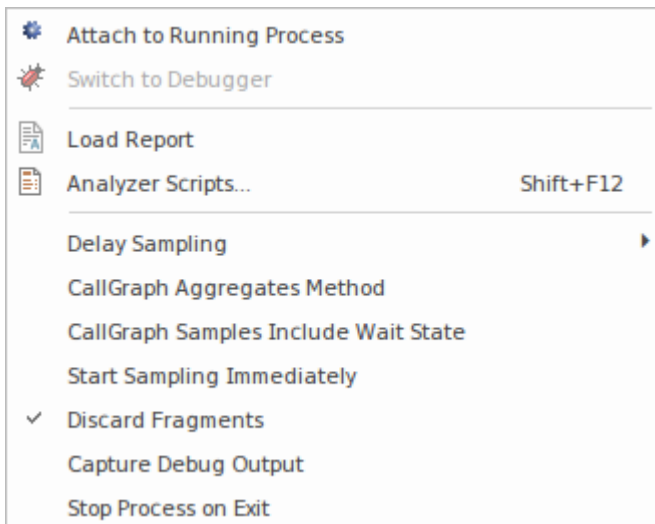 Attach to Running Process
Switch to Debugger
Load Report
Analyzer Scripts... Shift+F12
Delay Sampling
CallGraph Aggregates Method
CallGraph Samples Include Wait State
Start Sampling Immediately
Discard Fragments
Capture Debug Output
Stop Process on Exit